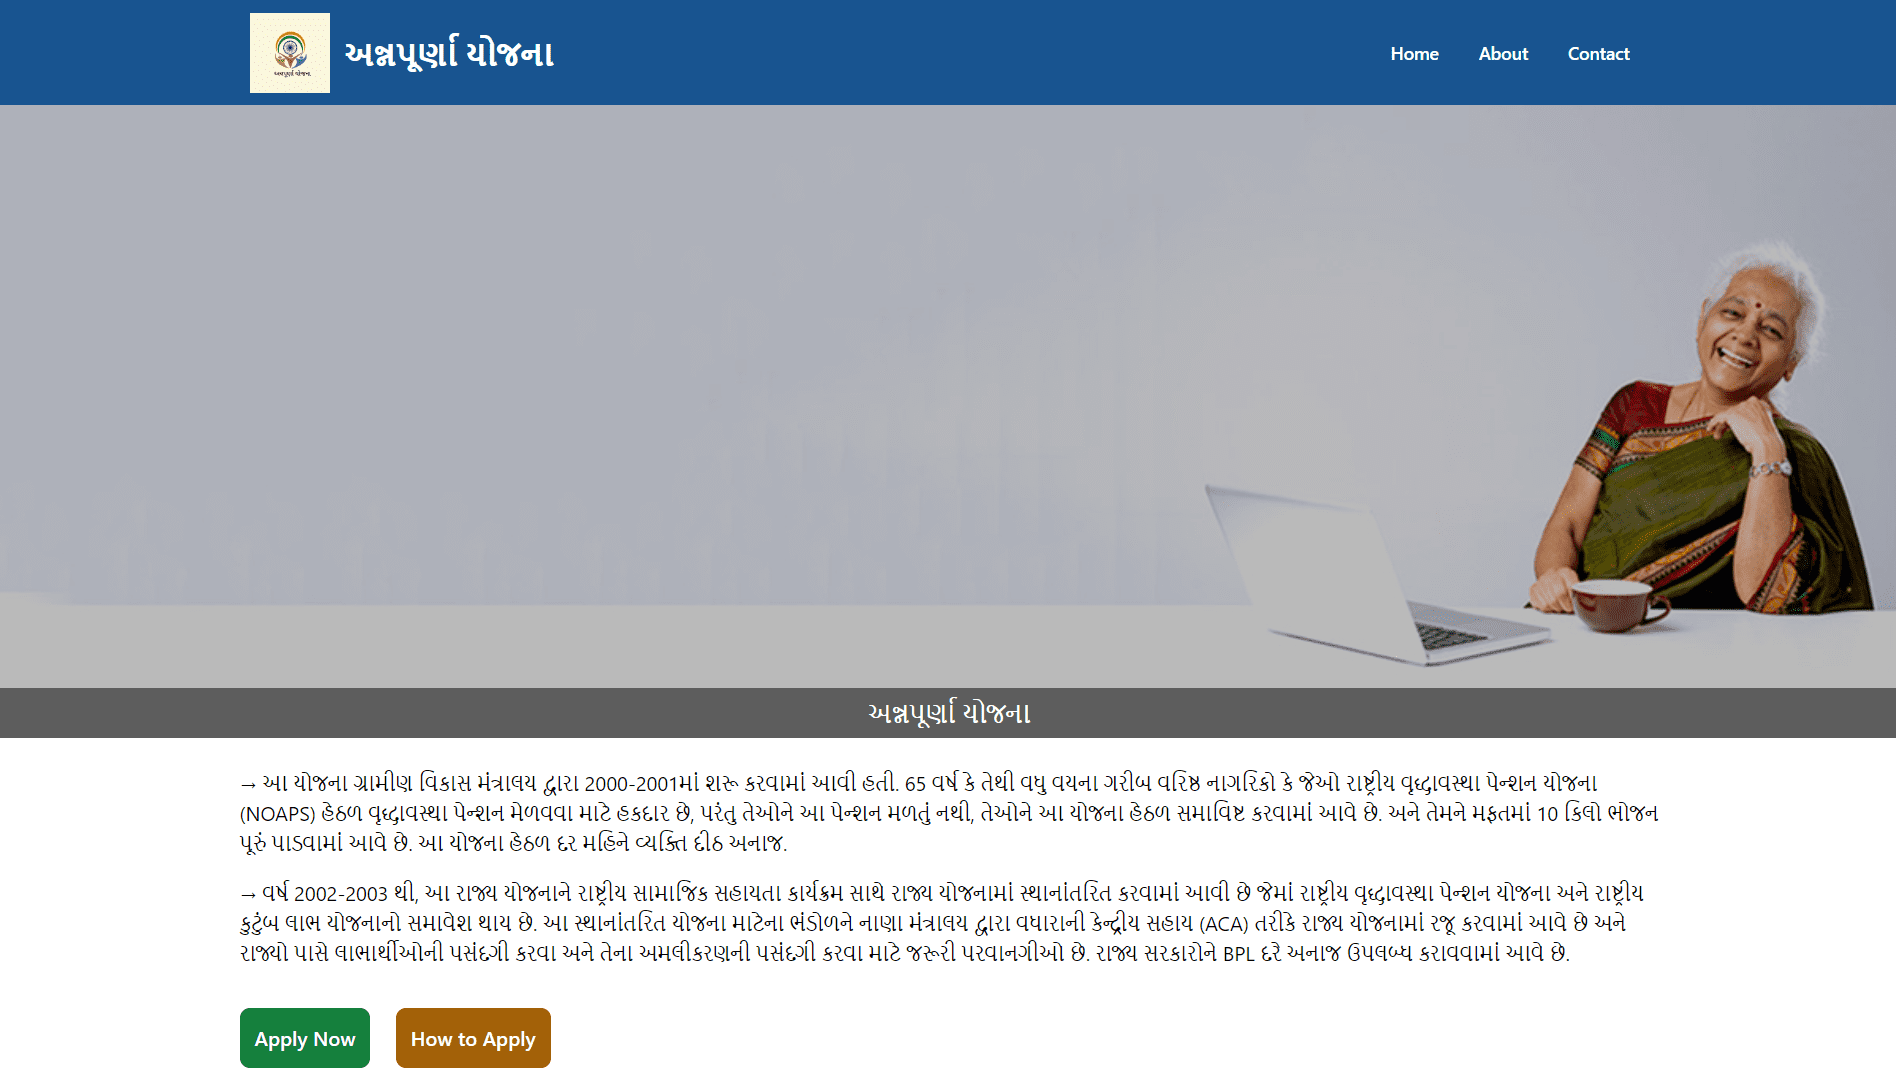 અન્નપૂર્ણા યોજના
અન્નપૂર્ણા યોજના
Home
About
Contact
અન્નપૂર્ણા યોજના
→ આ યોજના ગ્રામીણ વિકાસ મંત્રાલય દ્વારા 2000-2001માં શરૂ કરવામાં આવી હતી. 65 વર્ષ કે તેથી વધુ વયના ગરીબ વરિષ્ઠ નાગરિકો કે જેઓ રાષ્ટ્રીય વૃદ્ધાવસ્થા પેન્શન યોજના
(NOAPS) હેઠળ વૃદ્ધાવસ્થા પેન્શન મેળવવા માટે હકદાર છે, પરંતુ તેઓને આ પેન્શન મળતું નથી, તેઓને આ યોજના હેઠળ સમાવિષ્ટ કરવામાં આવે છે. અને તેમને મફતમાં 10 કિલો ભોજન
પૂરું પાડવામાં આવે છે. આ યોજના હેઠળ દર મહિને વ્યક્તિ દીઠ અનાજ.
→ વર્ષ 2002-2003 થી, આ રાજ્ય યોજનાને રાષ્ટ્રીય સામાજિક સહાયતા કાર્યક્રમ સાથે રાજ્ય યોજનામાં સ્થાનાંતરિત કરવામાં આવી છે જેમાં રાષ્ટ્રીય વૃદ્ધાવસ્થા પેન્શન યોજના અને રાષ્ટ્રીય
કુટુંબ લાભ યોજનાનો સમાવેશ થાય છે. આ સ્થાનાંતરિત યોજના માટેના ભંડોળને નાણા મંત્રાલય દ્વારા વધારાની કેન્દ્રીય સહાય (ACA) તરીકે રાજ્ય યોજનામાં રજૂ કરવામાં આવે છે અને
રાજ્યો પાસે લાભાર્થીઓની પસંદગી કરવા અને તેના અમલીકરણની પસંદગી કરવા માટે જરૂરી પરવાનગીઓ છે. રાજ્ય સરકારોને BPL દરે અનાજ ઉપલબ્ધ કરાવવામાં આવે છે.
Apply Now
How to Apply